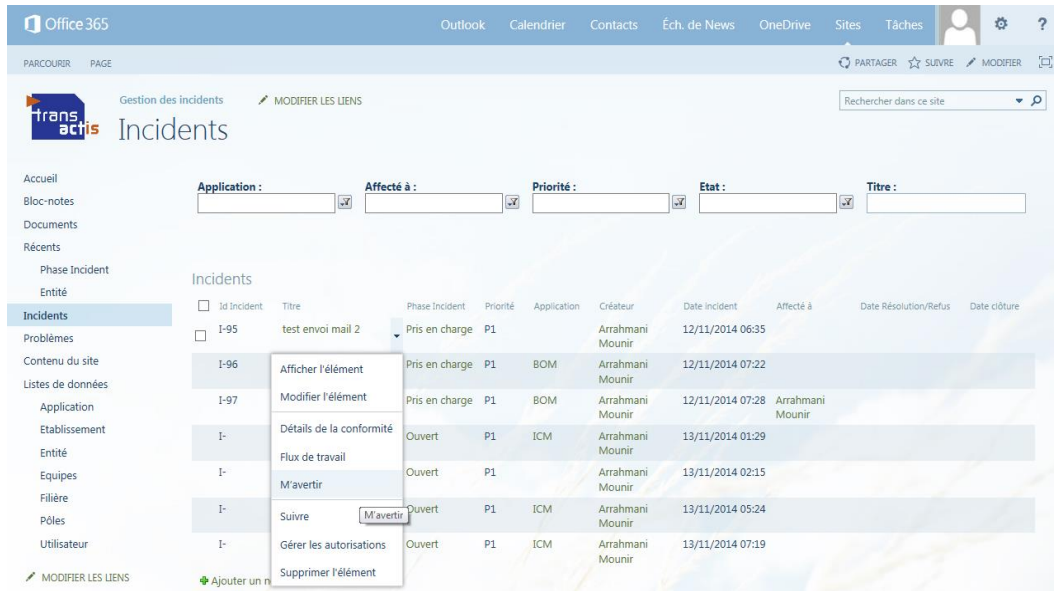 Office 365 Outlook Calendrier Contacts Éch. de News OneDrive Sites Tâches ?
PARCOURIR PAGE PARTAGER SUIVRE MODIFIER
trans
actis
Gestion des incidents MODIFIER LES LIENS
Incidents
Rechercher dans ce site
Accueil
Bloc-notes
Documents
Récents
Phase Incident
Entité
Incidents
Problèmes
Contenu du site
Listes de données
Application
Etablissement
Entité
Equipes
Filière
Pôles
Utilisateur
MODIFIER LES LIENS
Application : Affecté à : Priorité : Etat : Titre :
Incidents
Id Incident Titre Phase Incident Priorité Application Créateur Date incident Affecté à Date Résolution/Refus Date clôture
I-95 test envoi mail 2 Pris en charge P1 Arrahmani 12/11/2014 06:35
Mounir
I-96 Pris en charge P1 BOM Arrahmani 12/11/2014 07:22
Mounir
I-97 Pris en charge P1 BOM Arrahmani 12/11/2014 07:28 Arrahmani
Mounir Mounir
I- Ouvert P1 ICM Arrahmani 13/11/2014 01:29
Mounir
I- Ouvert P1 Arrahmani 13/11/2014 02:15
Mounir
I- Ouvert P1 ICM Arrahmani 13/11/2014 05:24
Mounir
I- Ouvert P1 ICM Arrahmani 13/11/2014 07:19
Mounir
Afficher l'élément
Modifier l'élément
Détails de la conformité
Flux de travail
M'avertir
Suivre M'avertir
Gérer les autorisations
Supprimer l'élément
Ajouter un n